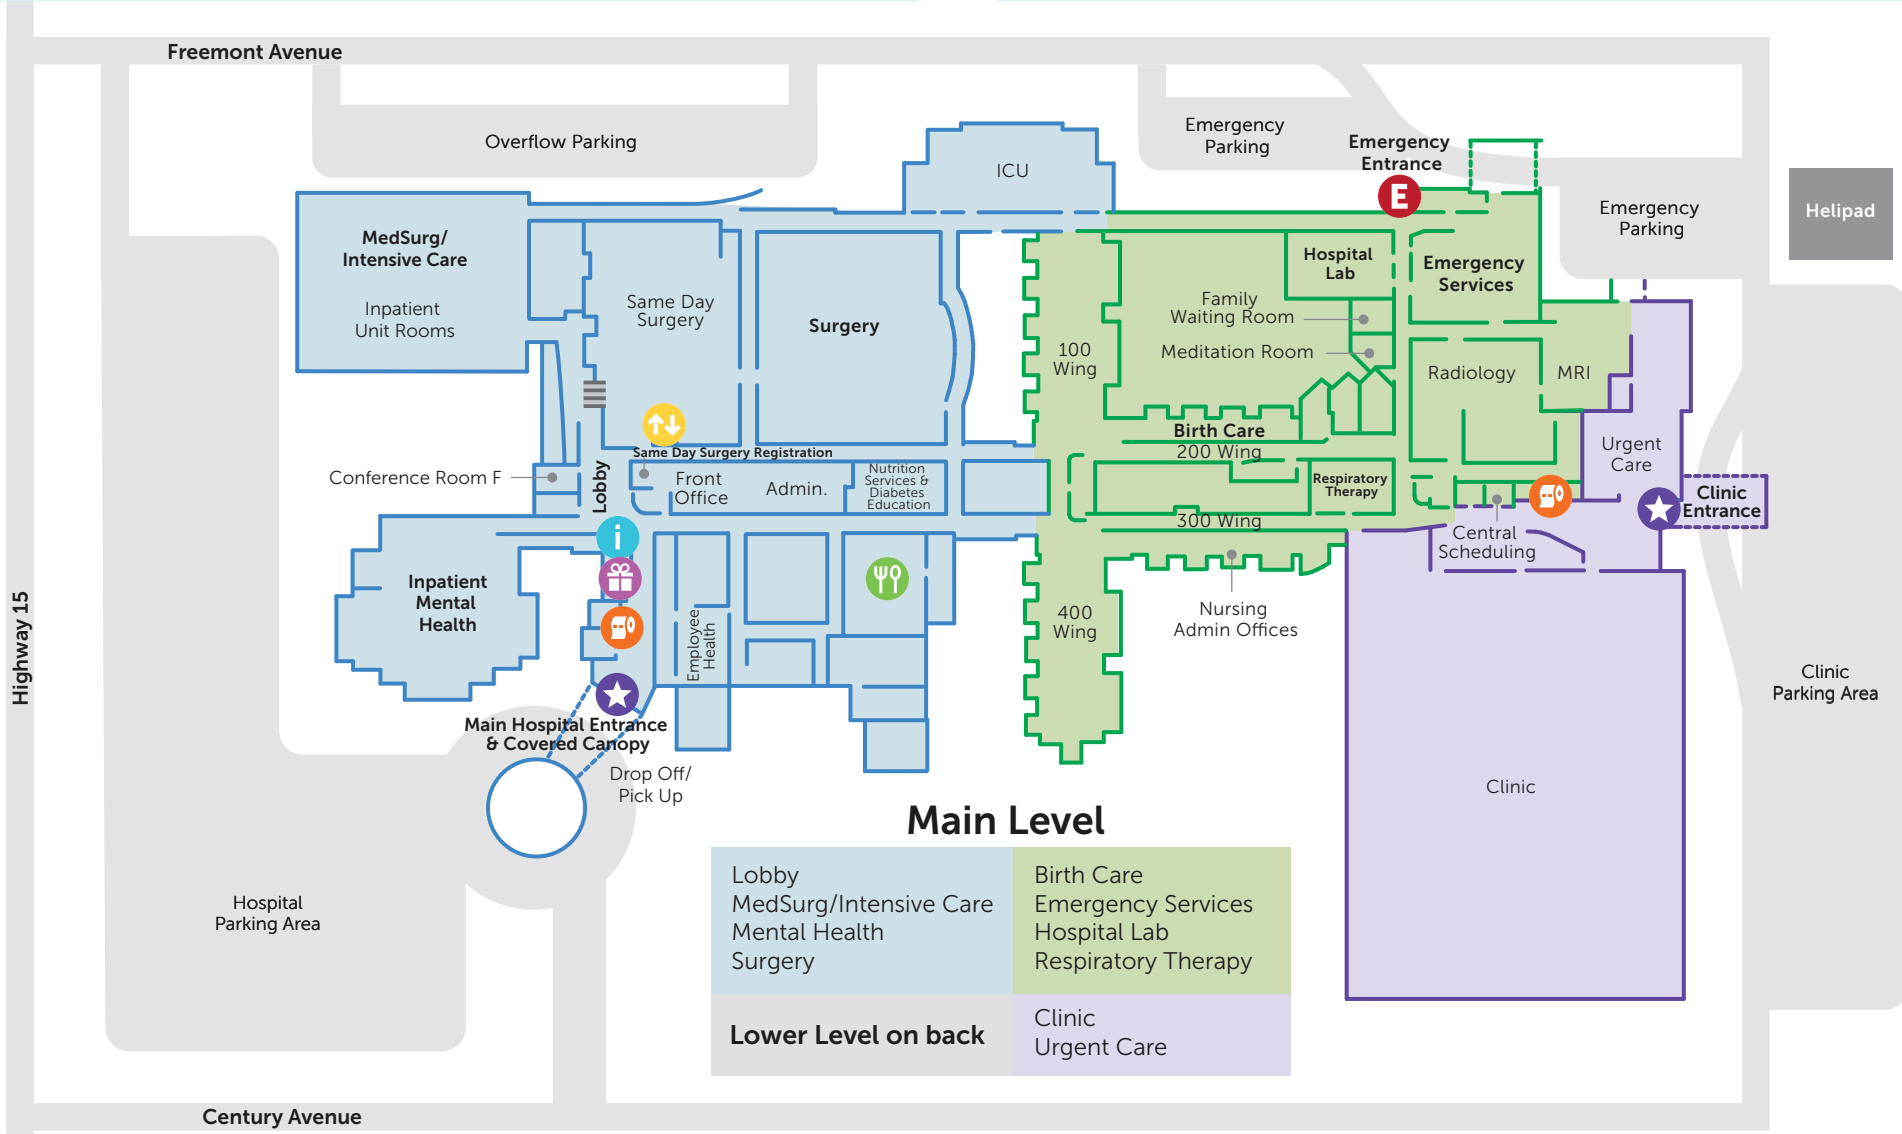 Freemont Avenue
Overflow Parking
Emergency
Parking
Emergency
Entrance
E
ICU
Emergency
Parking
Helipad
MedSurg/
Intensive Care
Inpatient
Unit Rooms
Same Day
Surgery
Surgery
Hospital
Lab
Emergency
Services
Family
Waiting Room
Meditation Room
100
Wing
Radiology
MRI
Birth Care
200 Wing
Urgent
Care
Conference Room F
Lobby
Same Day Surgery Registration
Front
Office
Admin.
Nutrition
Services &
Diabetes
Education
Respiratory
Therapy
Clinic
Entrance
300 Wing
Central
Scheduling
i
Inpatient
Mental
Health
Employee
Health
400
Wing
Nursing
Admin Offices
Highway 15
Main Hospital Entrance
& Covered Canopy
Drop Off/
Pick Up
Clinic
Clinic
Parking Area
Hospital
Parking Area
Main Level
Lobby
MedSurg/Intensive Care
Mental Health
Surgery
Birth Care
Emergency Services
Hospital Lab
Respiratory Therapy
Lower Level on back
Clinic
Urgent Care
Century Avenue